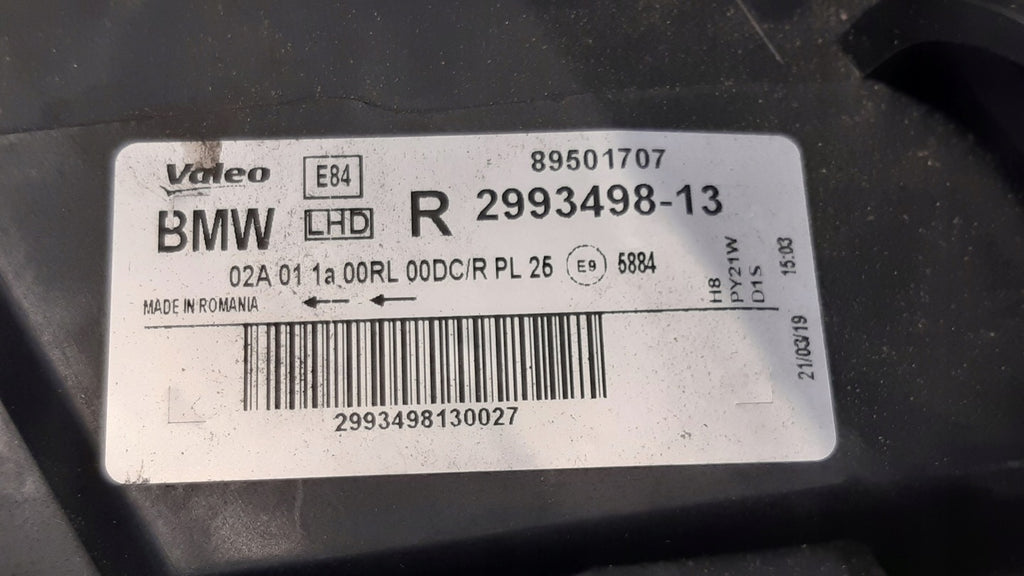 Valeo E84 89501707
BMW LHD R 2993498-13
02A 01 1a 00RL 00DC/R PL 25 E9 5884
MADE IN ROMANIA
H8
PY21W
D1S
21/03/19 15:03
2993498130027